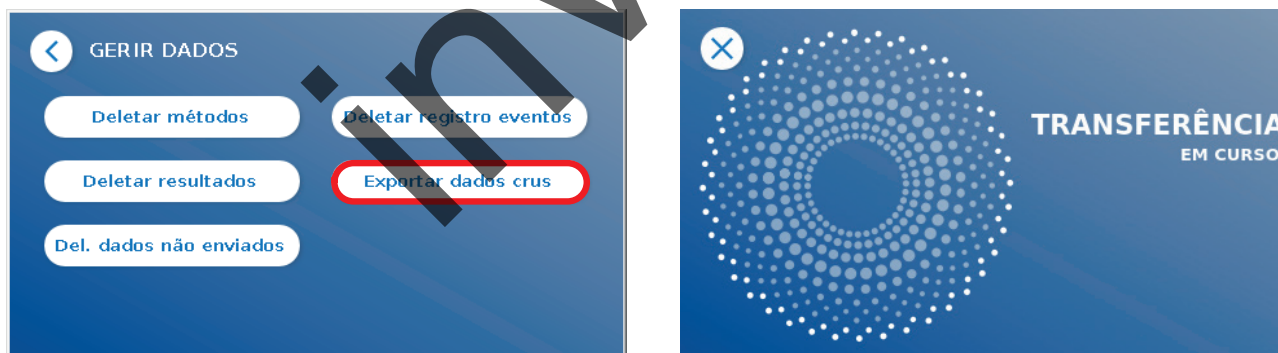 GERIR DADOS
Deletar métodos
Deletar registro eventos
Deletar resultados
Exportar dados crus
Del. dados não enviados
TRANSFERÊNCIA
EM CURSO
inv